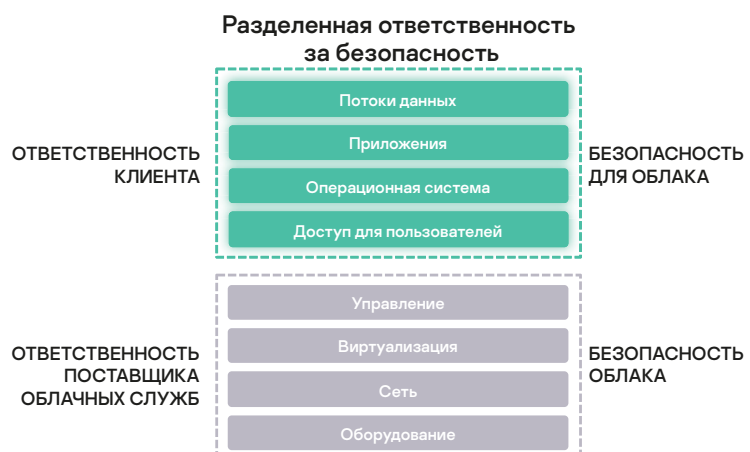 Разделенная ответственность
за безопасность
Потоки данных
Приложения
Операционная система
Доступ для пользователей
ОТВЕТСТВЕННОСТЬ
КЛИЕНТА
БЕЗОПАСНОСТЬ
ДЛЯ ОБЛАКА
Управление
Виртуализация
Сеть
Оборудование
ОТВЕТСТВЕННОСТЬ
ПОСТАВЩИКА
ОБЛАЧНЫХ СЛУЖБ
БЕЗОПАСНОСТЬ
ОБЛАКА